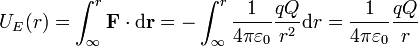 U_E(r) = \int_\infty^r \mathbf{F} \cdot \mathrm{d}\mathbf{r} = - \int_\infty^r \frac{1}{4\pi\varepsilon_0} \frac{qQ}{r^2} \mathrm{d}r = \frac{1}{4\pi\varepsilon_0} \frac{qQ}{r}